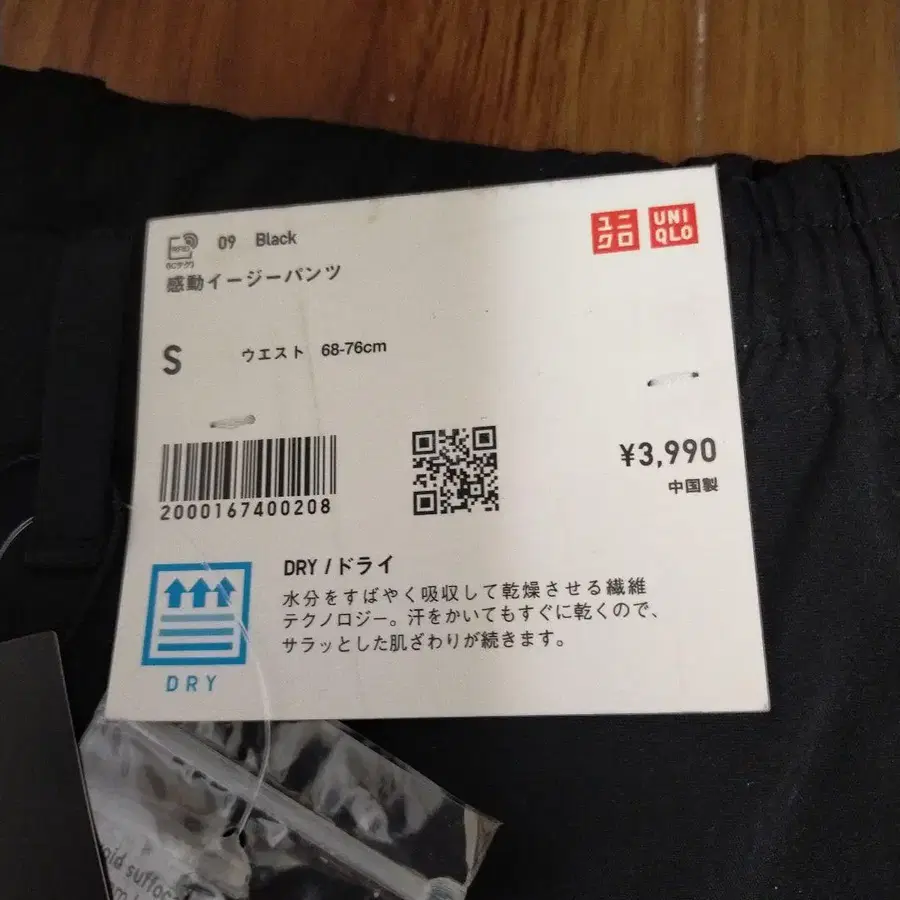 09 Black
ユニクロ
UNIQLO
RFID
感動イージーパンツ
S ウエスト 68-76cm
¥3,990
中国製
2000167400208
DRY / ドライ
水分をすばやく吸収して乾燥させる繊維
テクノロジー。汗をかいてもすぐに乾くので、
サラッとした肌ざわりが続きます。
DRY